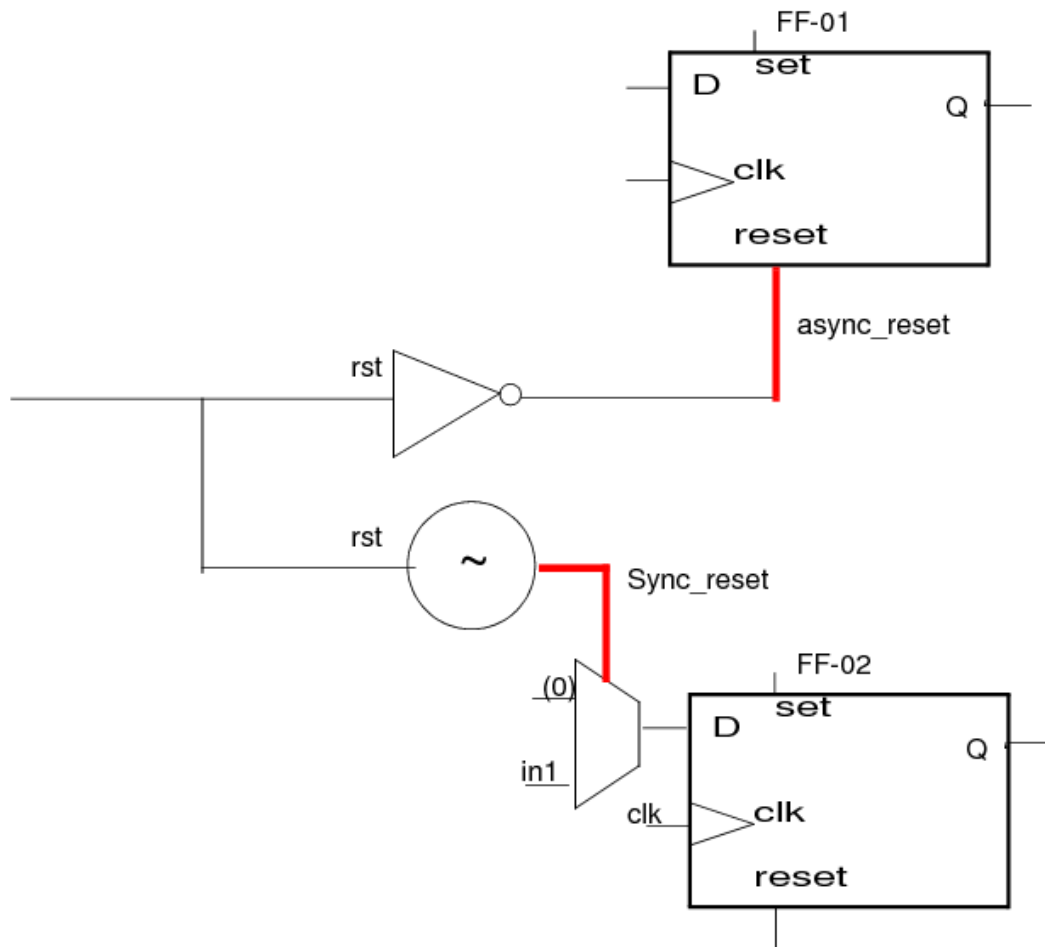 FF-01
set
D
Q
clk
reset
async_reset
rst
rst
~
Sync_reset
(0)
FF-02
set
D
Q
in1
clk
clk
reset